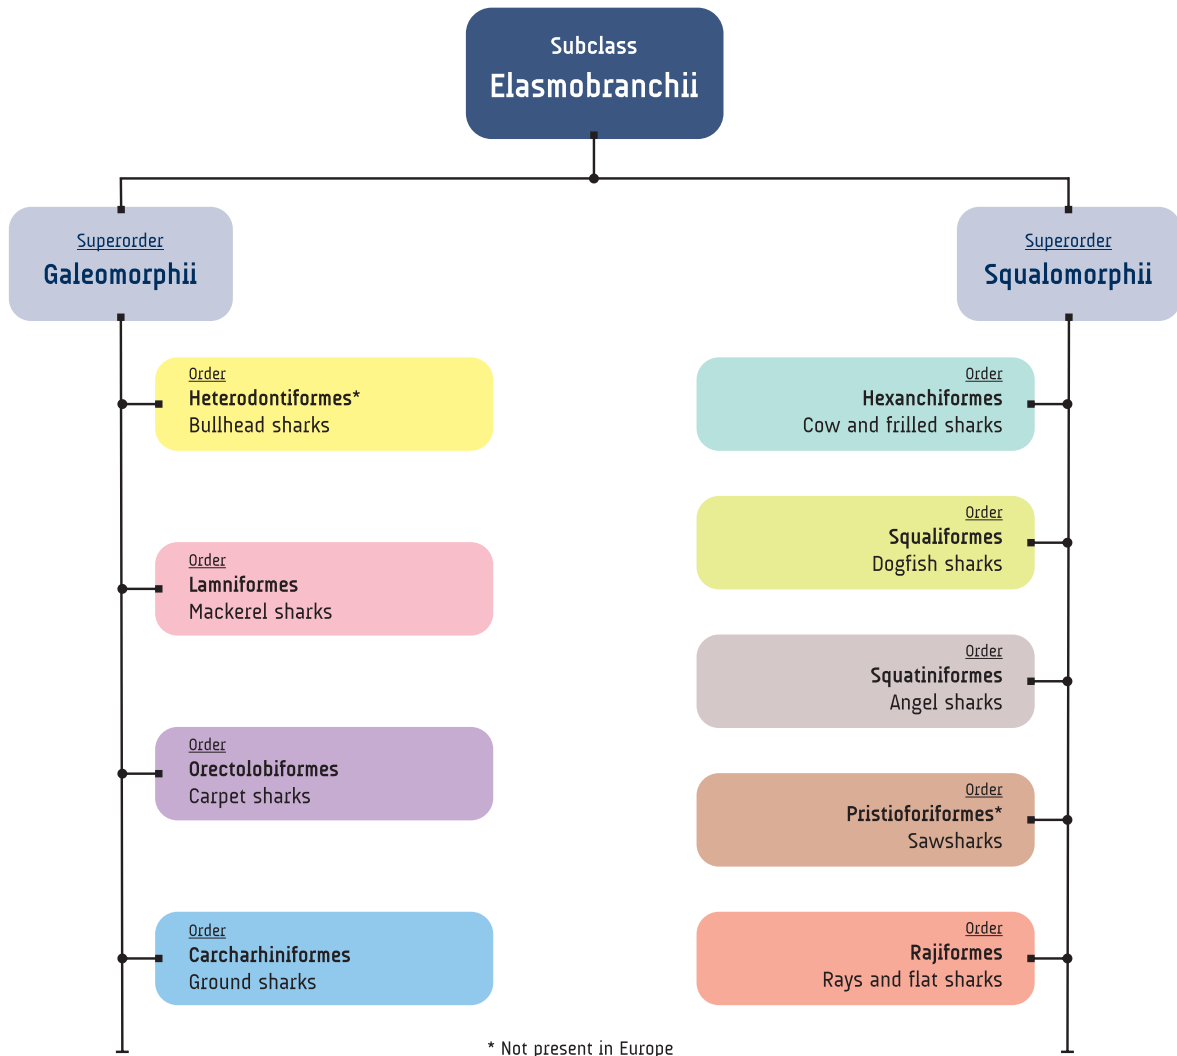 Subclass
Elasmobranchii
Superorder
Galeomorphii
Superorder
Squalomorphii
Order
Heterodontiformes*
Bullhead sharks
Order
Lamniformes
Mackerel sharks
Order
Orectolobiformes
Carpet sharks
Order
Carcharhiniformes
Ground sharks
Order
Hexanchiformes
Cow and frilled sharks
Order
Squaliformes
Dogfish sharks
Order
Squatiniformes
Angel sharks
Order
Pristioforiformes*
Sawsharks
Order
Rajiformes
Rays and flat sharks
* Not present in Europe